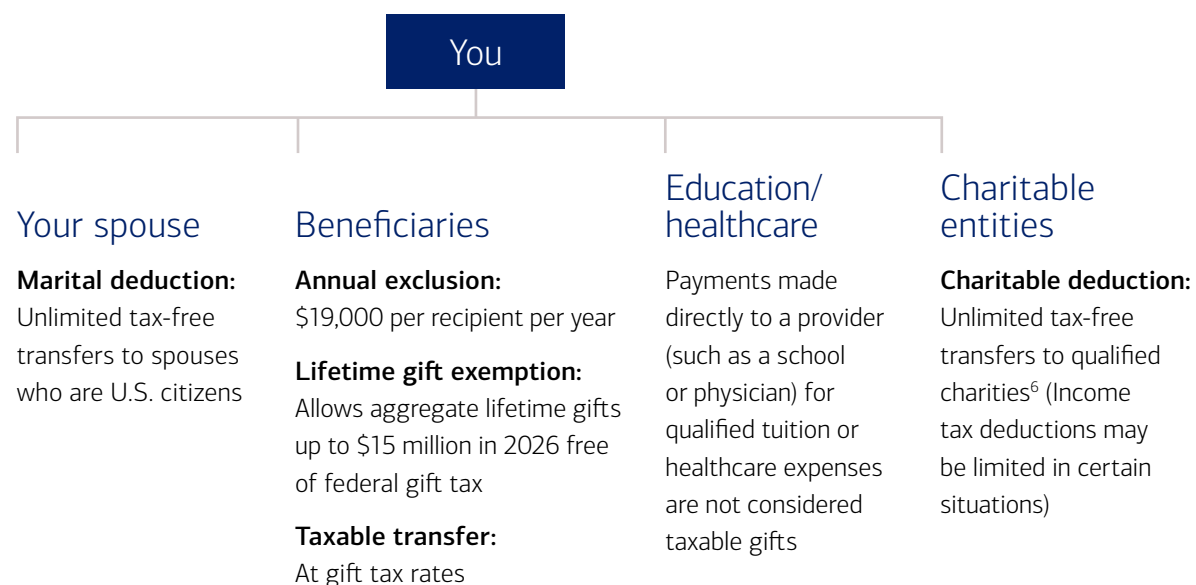 You
Your spouse
Marital deduction:
Unlimited tax-free
transfers to spouses
who are U.S. citizens
Beneficiaries
Annual exclusion:
$19,000 per recipient per year
Lifetime gift exemption:
Allows aggregate lifetime gifts
up to $15 million in 2026 free
of federal gift tax
Taxable transfer:
At gift tax rates
Education/
healthcare
Payments made
directly to a provider
(such as a school
or physician) for
qualified tuition or
healthcare expenses
are not considered
taxable gifts
Charitable
entities
Charitable deduction:
Unlimited tax-free
transfers to qualified
charities⁶ (Income
tax deductions may
be limited in certain
situations)